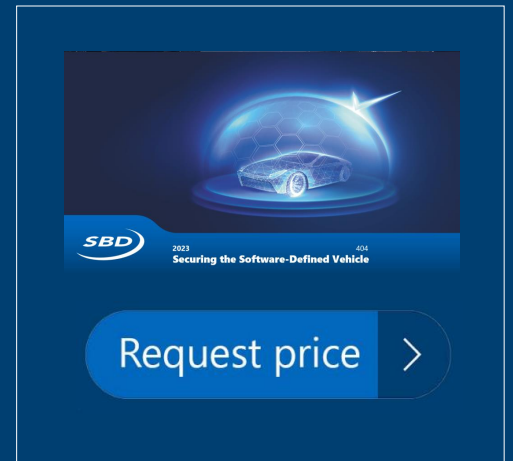 SBD
2023 404
Securing the Software-Defined Vehicle
Request price >